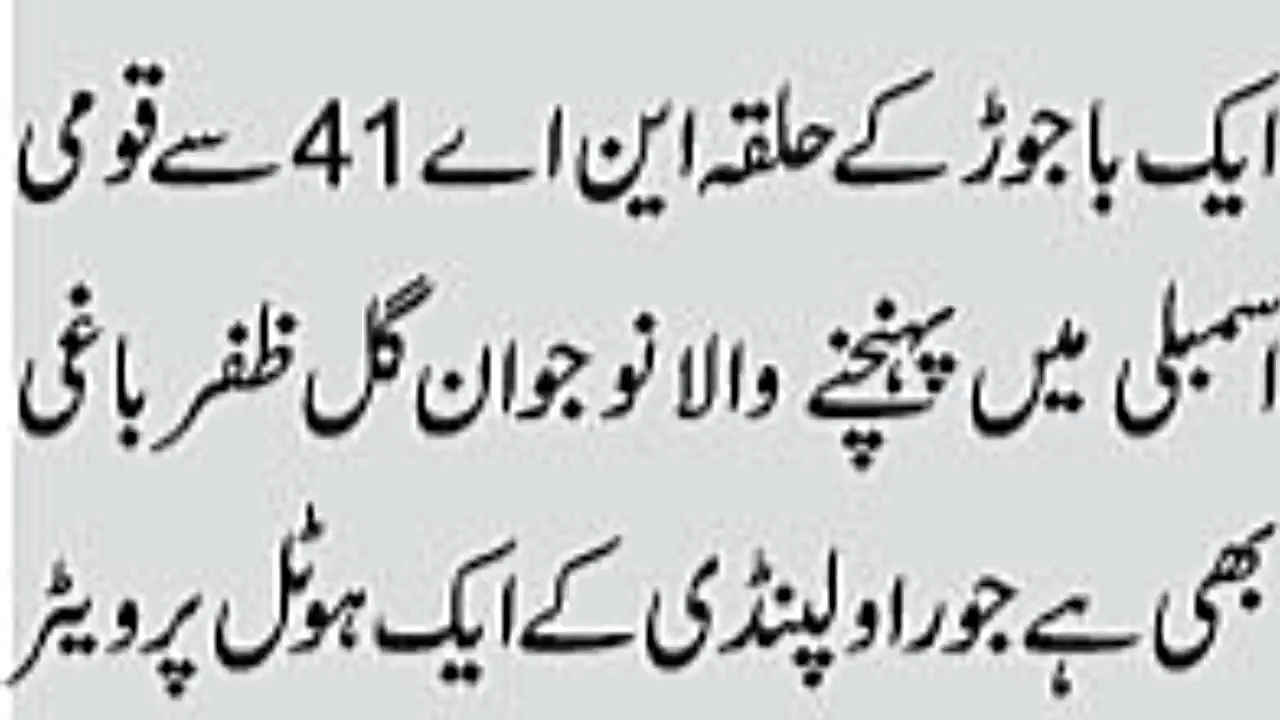 ایک باجوڑ کے حلقہ این اے 41 سے قومی
اسمبلی میں پہنچنے والا نوجوان گل ظفر باغی
بھی ہے جو راولپنڈی کے ایک ہوٹل پر ویٹر